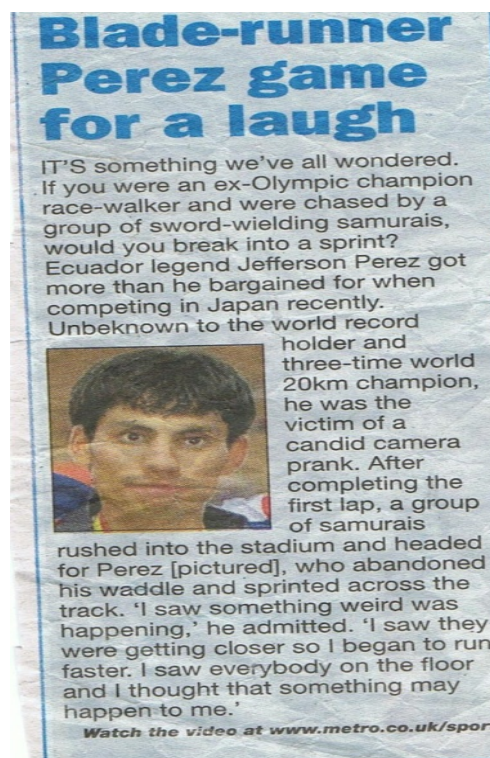 Blade-runner
Perez game
for a laugh
IT'S something we've all wondered.
If you were an ex-Olympic champion
race-walker and were chased by a
group of sword-wielding samurais,
would you break into a sprint?
Ecuador legend Jefferson Perez got
more than he bargained for when
competing in Japan recently.
Unbeknown to the world record
holder and
three-time world
20km champion,
he was the
victim of a
candid camera
prank. After
completing the
first lap, a group
of samurais
rushed into the stadium and headed
for Perez [pictured], who abandoned
his waddle and sprinted across the
track. 'I saw something weird was
happening,' he admitted. 'I saw they
were getting closer so I began to run
faster. I saw everybody on the floor
and I thought that something may
happen to me.'
Watch the video at www.metro.co.uk/spor